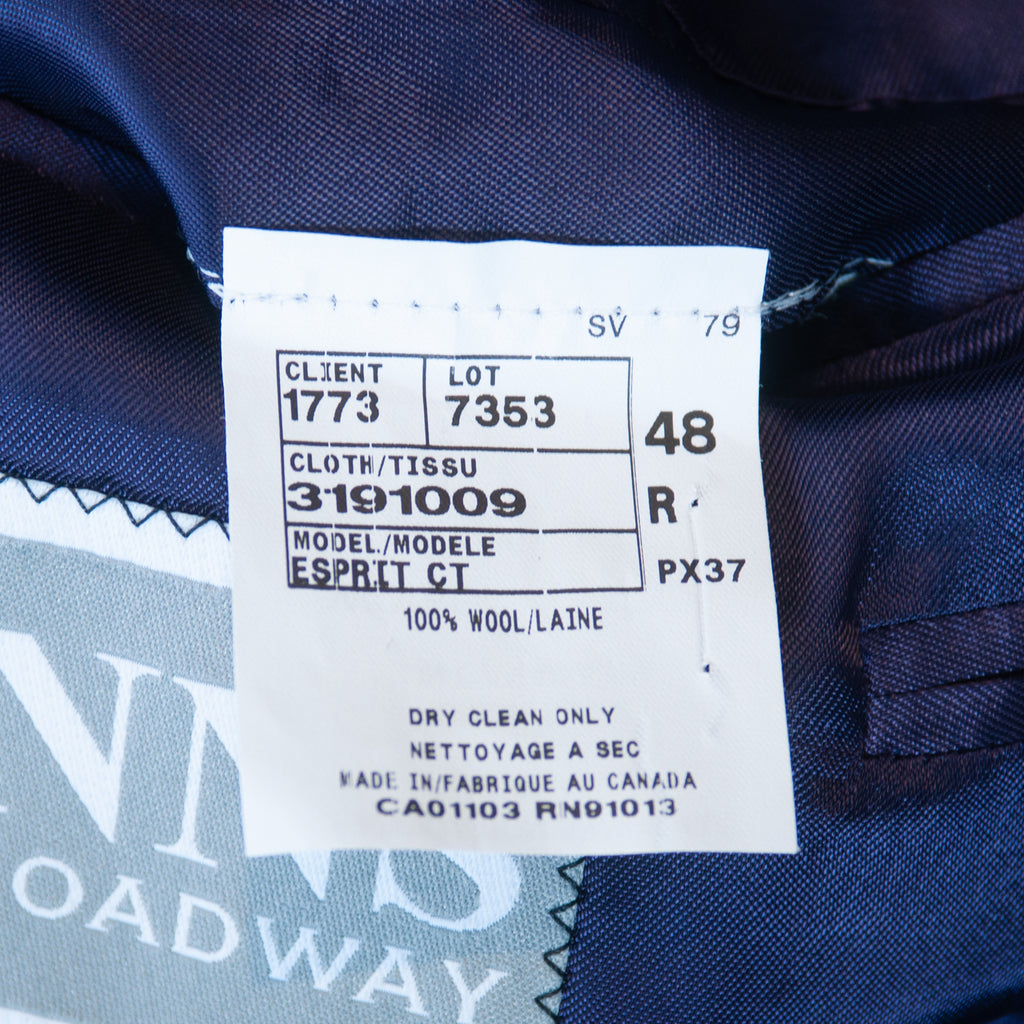 SV 79
CLIENT LOT
1773 7353
48
CLOTH/TISSU
3191009
R
MODEL/MODELE
ESPRIT CT
PX37
100% WOOL/LAINE
DRY CLEAN ONLY
NETTOYAGE A SEC
MADE IN/FABRIQUE AU CANADA
CA01103 RN91013
NNS
OADWAY